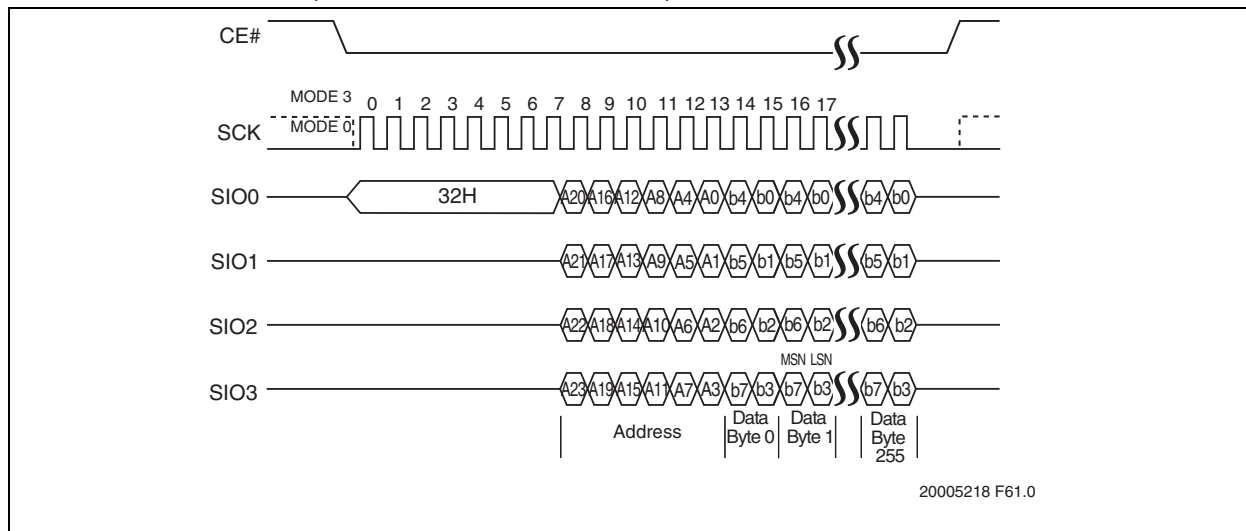 CE#
MODE 3
0 1 2 3 4 5 6 7 8 9 10 11 12 13 14 15 16 17
SCK
MODE 0
SIO0
32H
A20 A16 A12 A8 A4 A0 b4 b0 b4 b0 b4 b0
SIO1
A21 A17 A13 A9 A5 A1 b5 b1 b5 b1 b5 b1
SIO2
A22 A18 A14 A10 A6 A2 b6 b2 b6 b2 b6 b2
MSN LSN
SIO3
A23 A19 A15 A11 A7 A3 b7 b3 b7 b3 b7 b3
Address
Data
Byte 0
Data
Byte 1
Data
Byte
255
20005218 F61.0